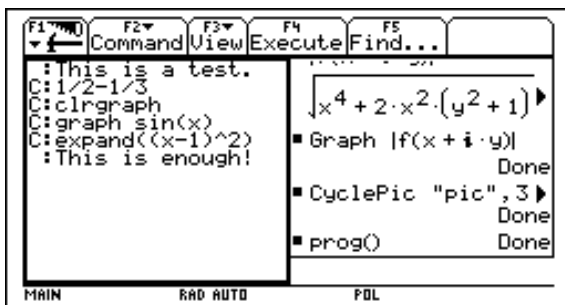 F1 F2 F3 F4 F5
Command View Execute Find...
:This is a test.
C:1/2-1/3
C:clrgraph
C:graph sin(x)
C:expand((x-1)^2)
:This is enough!
√x⁴ + 2·x²·(y² + 1)▶
▪ Graph |f(x + i·y)|
Done
▪ CyclePic "pic",3▶
Done
▪ prog() Done
MAIN RAD AUTO POL